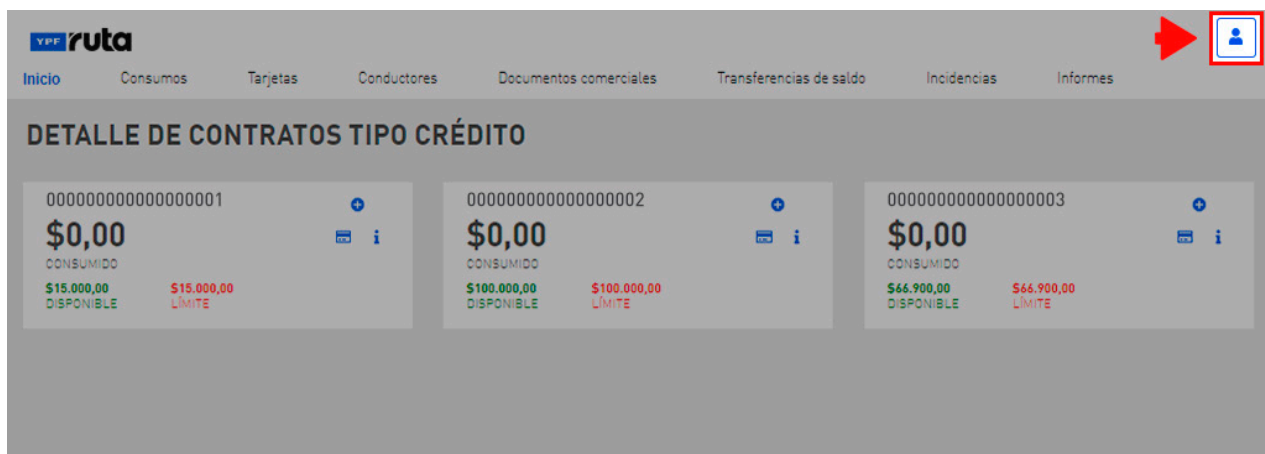 YPF ruta
Inicio Consumos Tarjetas Conductores Documentos comerciales Transferencias de saldo Incidencias Informes
DETALLE DE CONTRATOS TIPO CRÉDITO
000000000000000001
$0,00
CONSUMIDO
$15.000,00 $15.000,00
DISPONIBLE LÍMITE
000000000000000002
$0,00
CONSUMIDO
$100.000,00 $100.000,00
DISPONIBLE LÍMITE
000000000000000003
$0,00
CONSUMIDO
$66.900,00 $66.900,00
DISPONIBLE LÍMITE